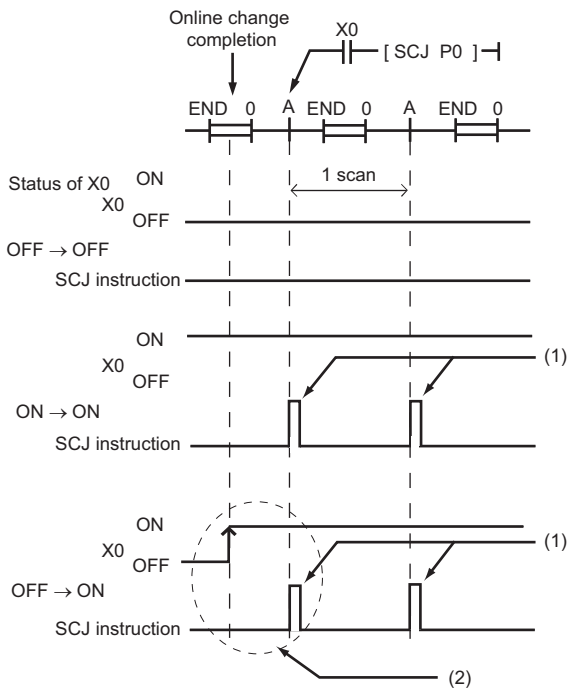 Online change
completion
X0
[ SCJ P0 ]
END 0 A END 0 A END 0
1 scan
Status of X0 ON
X0
OFF
OFF → OFF
SCJ instruction
ON
X0
OFF
(1)
ON → ON
SCJ instruction
ON
X0
OFF
(1)
OFF → ON
SCJ instruction
(2)